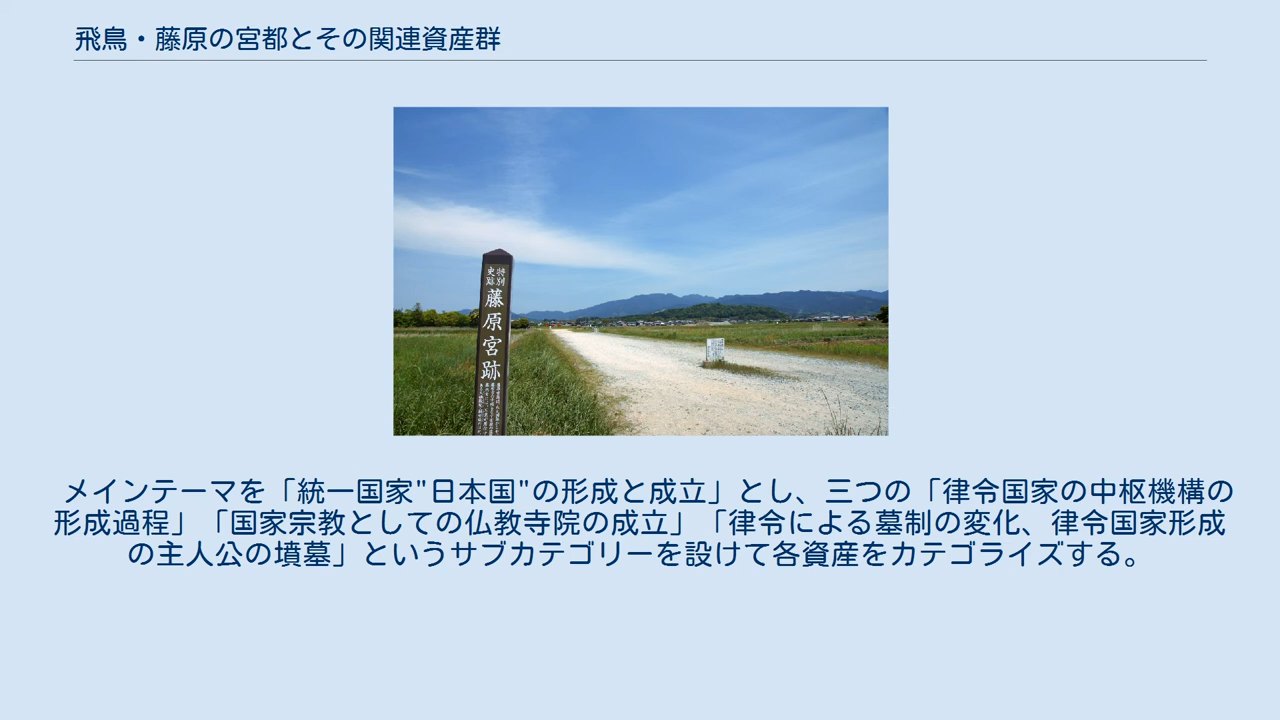 飛鳥・藤原の宮都とその関連資産群
特別
史跡
藤原宮跡
メインテーマを「統一国家"日本国"の形成と成立」とし、三つの「律令国家の中枢機構の
形成過程」「国家宗教としての仏教寺院の成立」「律令による墓制の変化、律令国家形成
の主人公の墳墓」というサブカテゴリーを設けて各資産をカテゴライズする。